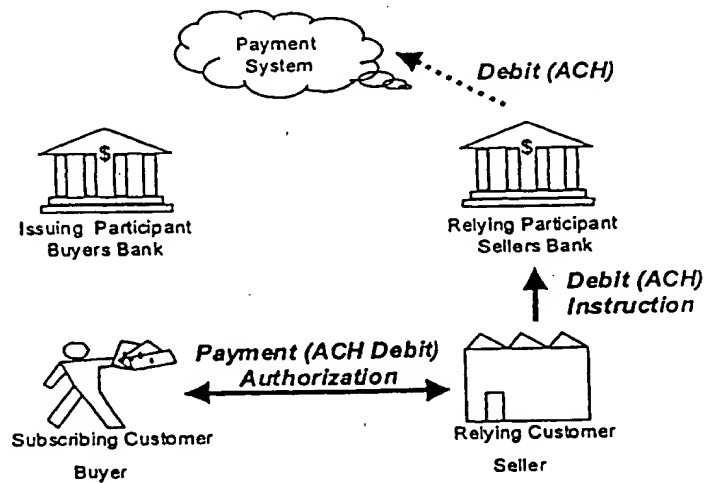 Payment
System
Debit (ACH)
$
$
Issuing Participant
Buyers Bank
Relying Participant
Sellers Bank
Debit (ACH)
Instruction
Payment (ACH Debit)
Authorization
Subscribing Customer
Buyer
Relying Customer
Seller